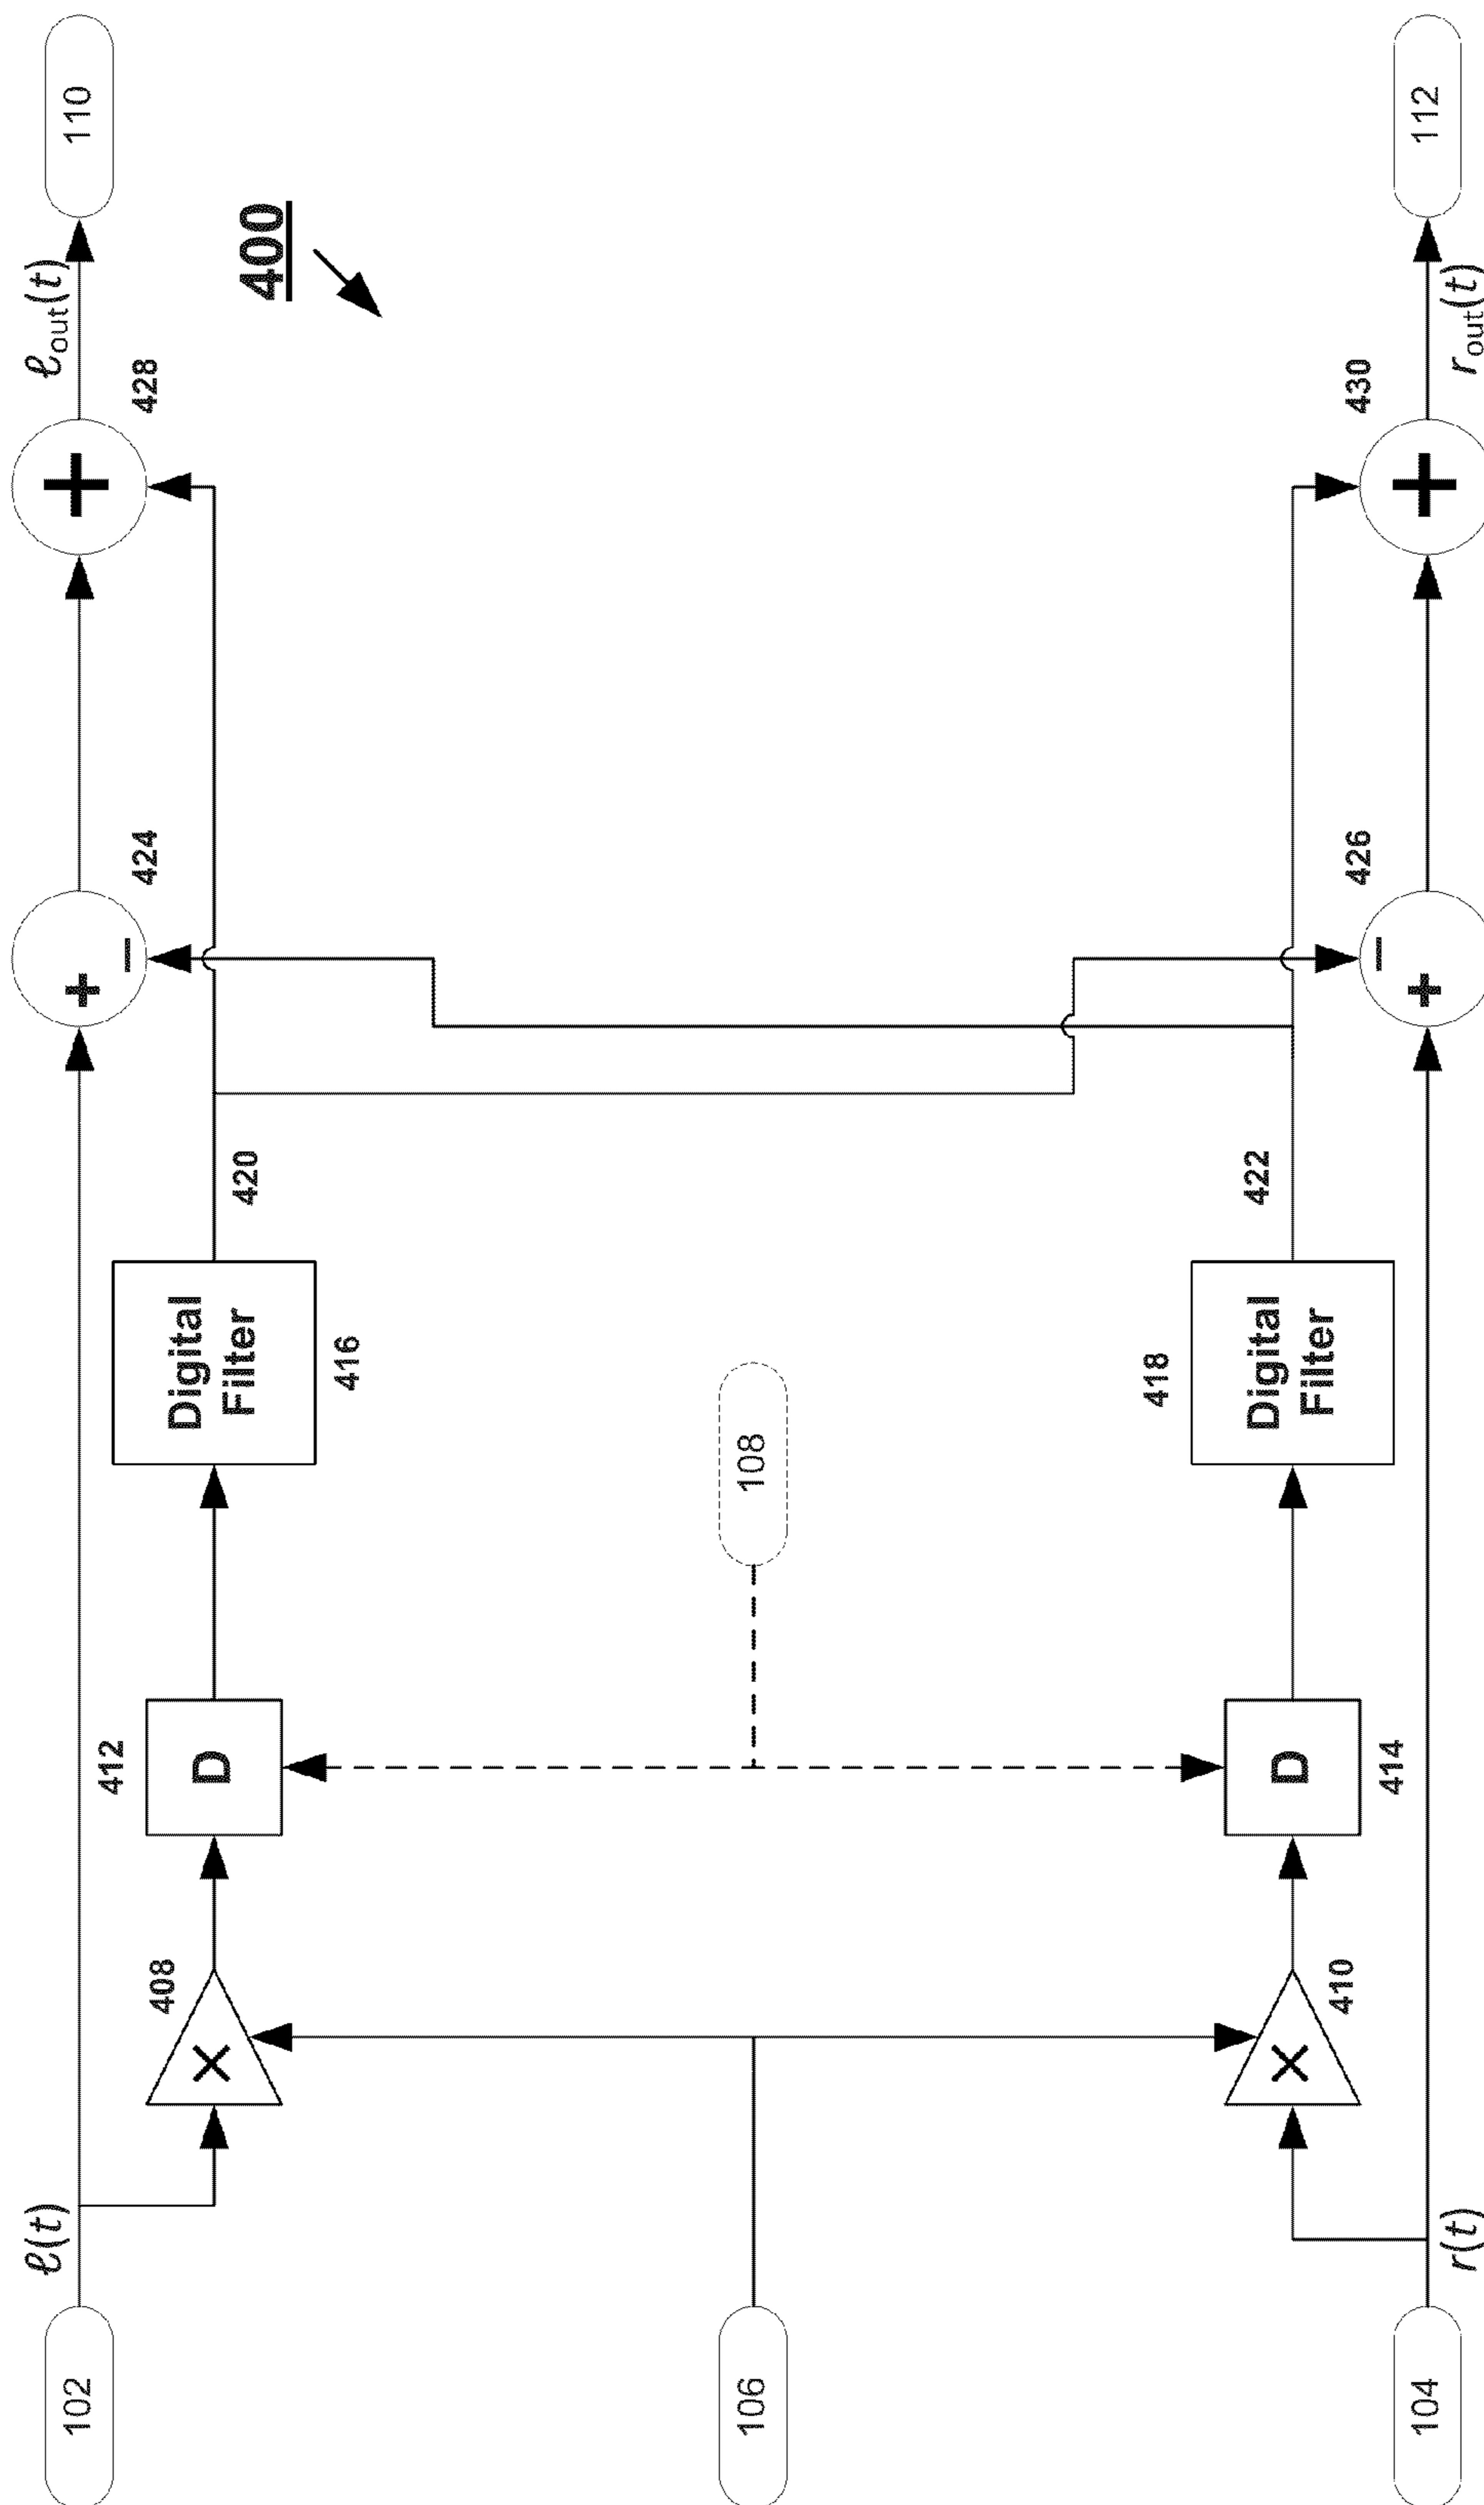 102
ℓ(t)
408
×
412
D
Digital
Filter
416
420
+
−
424
+
428
ℓout(t)
110
400
106
108
104
r(t)
×
410
D
414
418
Digital
Filter
422
+
−
426
+
430
rout(t)
112